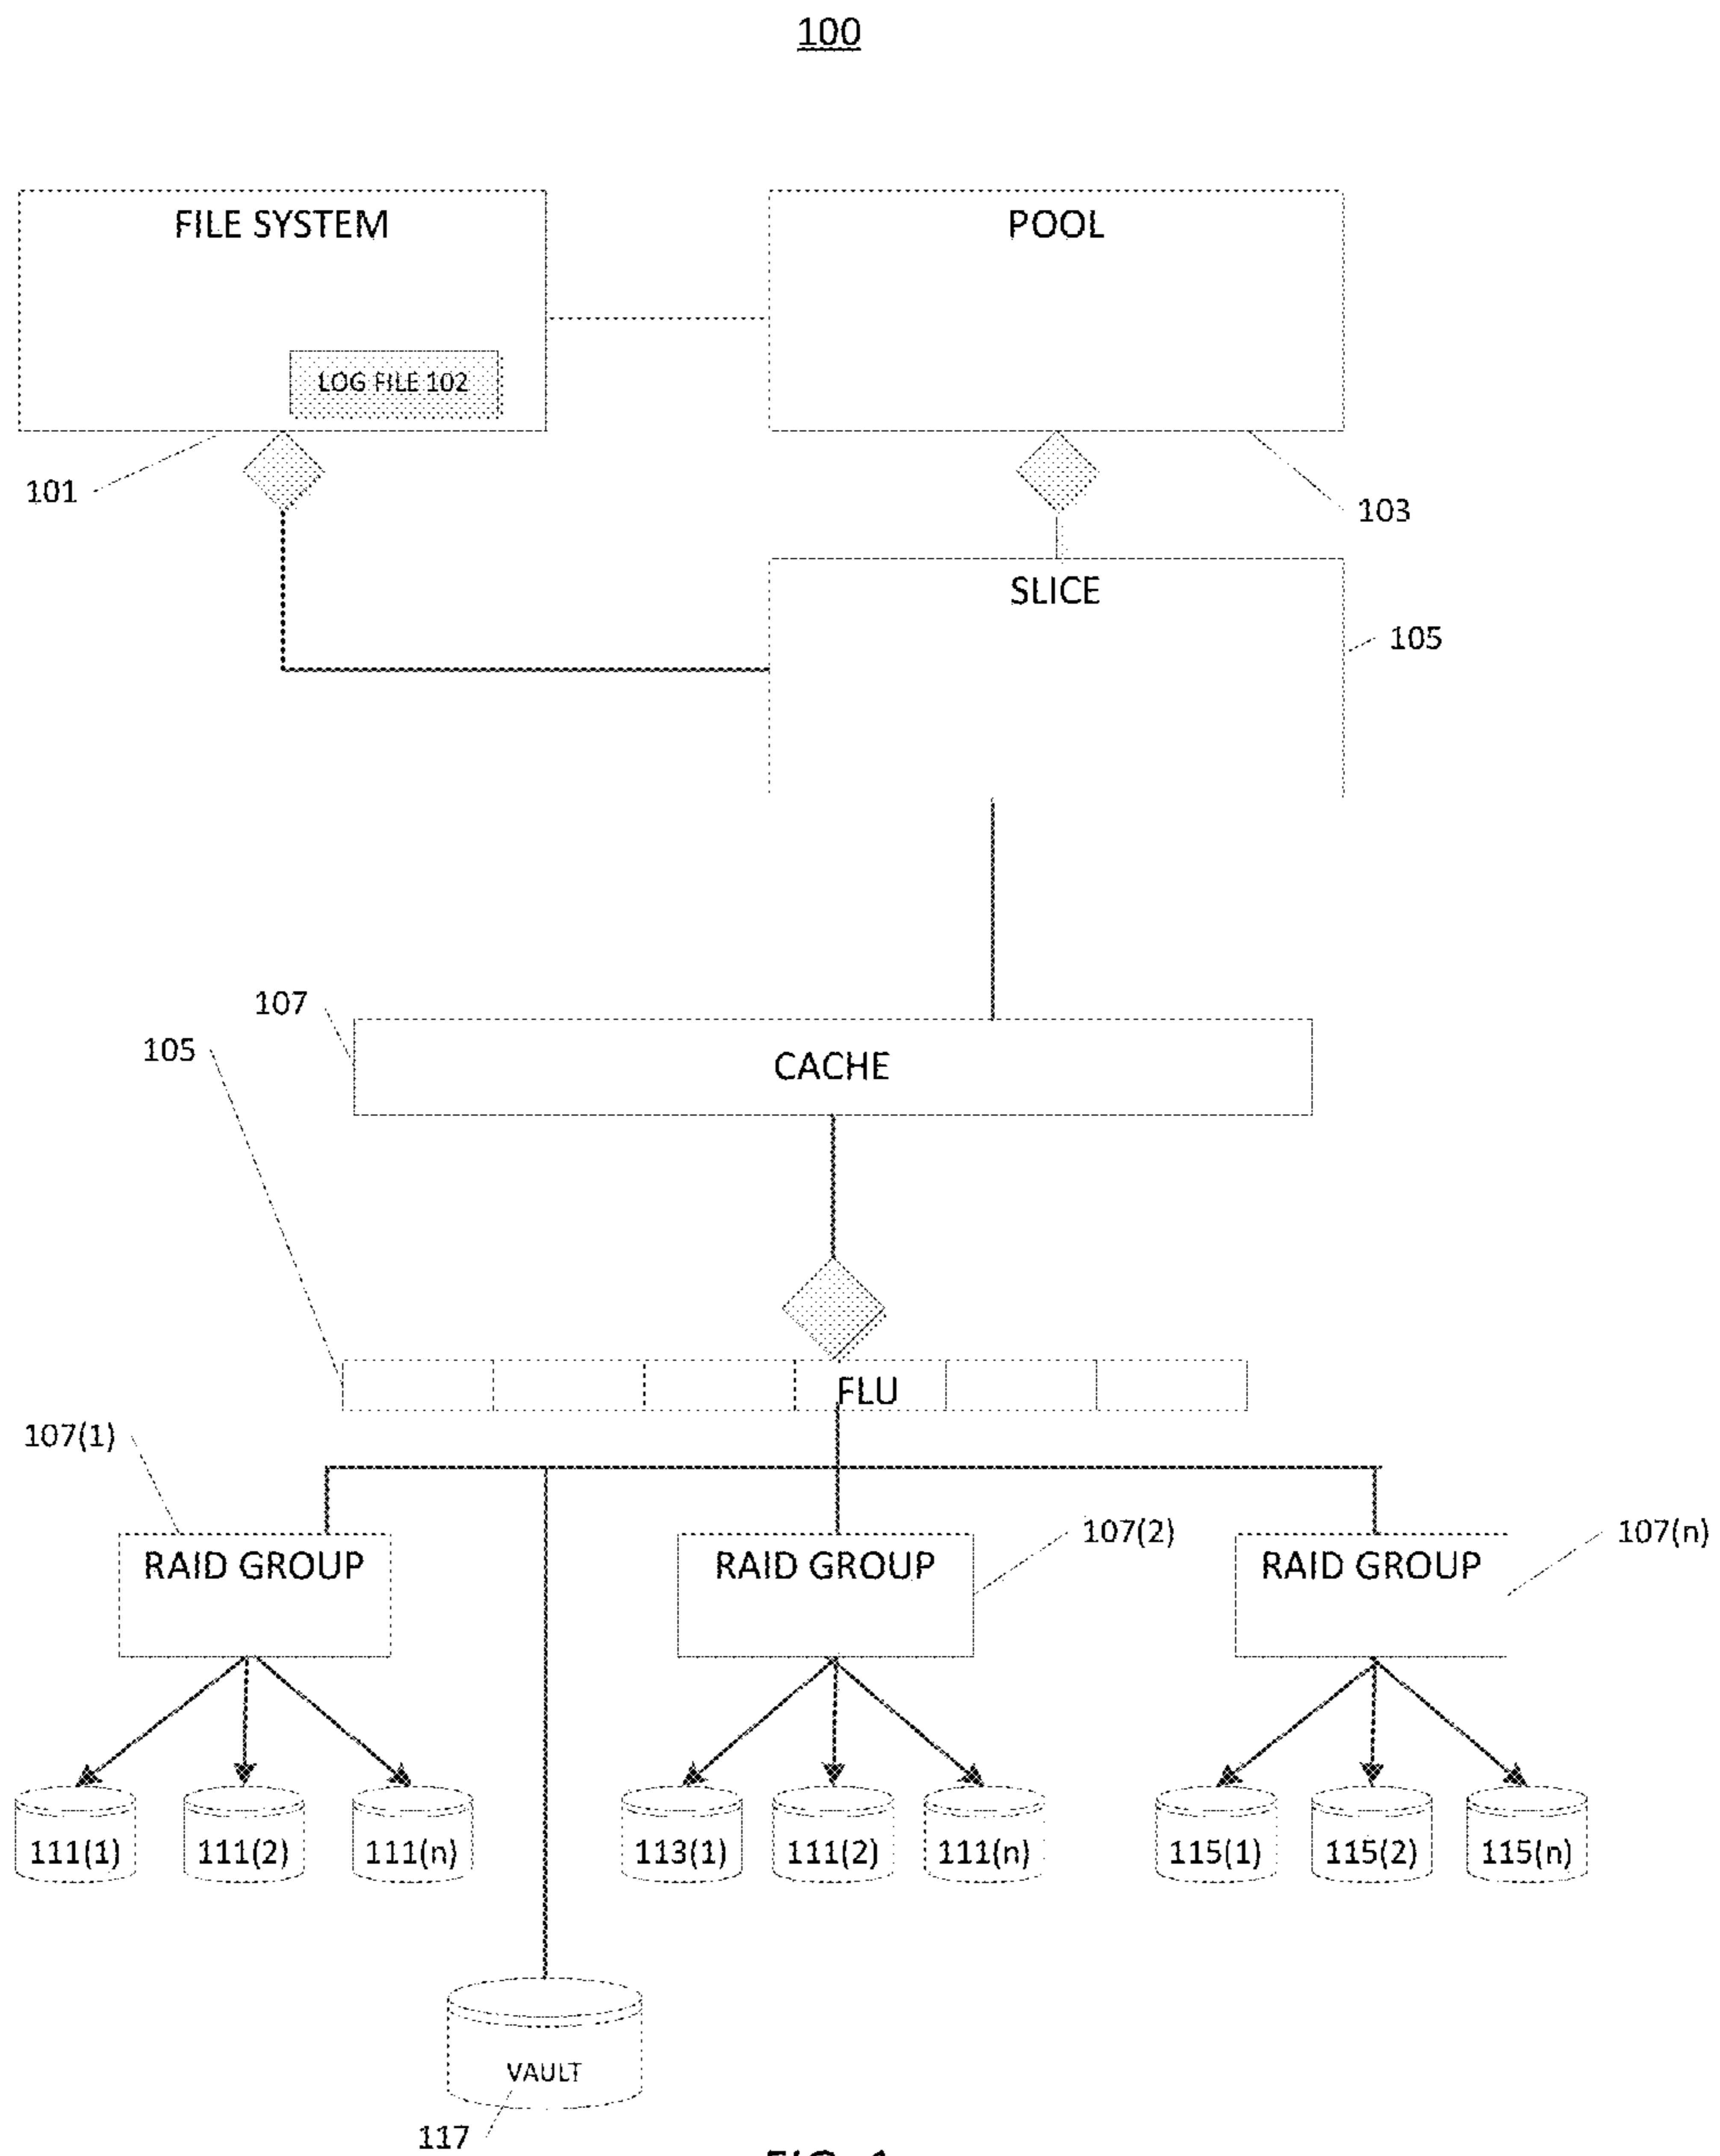 100
FILE SYSTEM
POOL
LOG FILE 102
101
103
SLICE
105
107
105
CACHE
FLU
107(1)
107(2)
107(n)
RAID GROUP
RAID GROUP
RAID GROUP
111(1)
111(2)
111(n)
113(1)
111(2)
111(n)
115(1)
115(2)
115(n)
VAULT
117